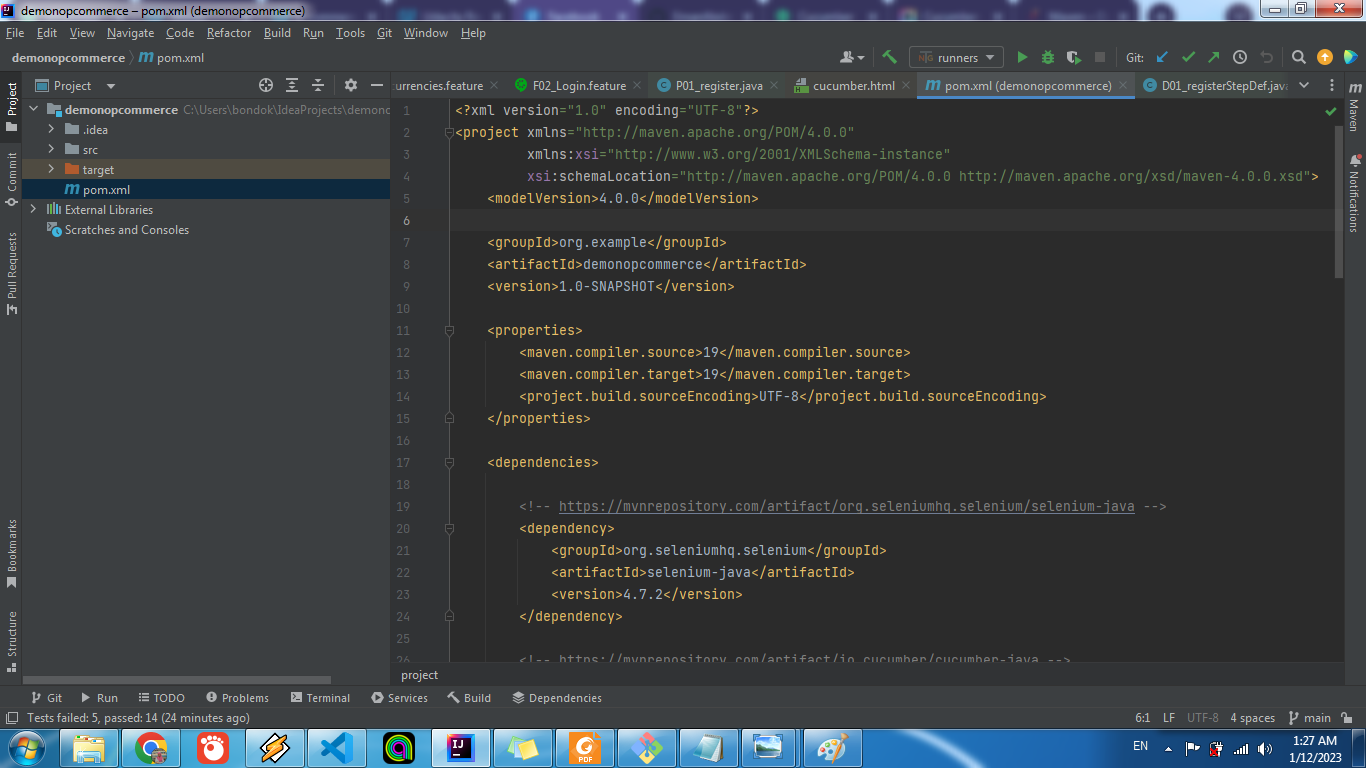 demonopcommerce – pom.xml (demonopcommerce)
File Edit View Navigate Code Refactor Build Run Tools Git Window Help
demonopcommerce pom.xml
runners
Git:
Project
urrencies.feature F02_Login.feature P01_register.java cucumber.html pom.xml (demonopcommerce) D01_registerStepDef.java
demonopcommerce C:\Users\bondok\IdeaProjects\demono
.idea
src
target
pom.xml
External Libraries
Scratches and Consoles
Project
Commit
Pull Requests
Bookmarks
Structure
1 <?xml version="1.0" encoding="UTF-8"?>
2 <project xmlns="http://maven.apache.org/POM/4.0.0"
3 xmlns:xsi="http://www.w3.org/2001/XMLSchema-instance"
4 xsi:schemaLocation="http://maven.apache.org/POM/4.0.0 http://maven.apache.org/xsd/maven-4.0.0.xsd">
5 <modelVersion>4.0.0</modelVersion>
6
7 <groupId>org.example</groupId>
8 <artifactId>demonopcommerce</artifactId>
9 <version>1.0-SNAPSHOT</version>
10
11 <properties>
12 <maven.compiler.source>19</maven.compiler.source>
13 <maven.compiler.target>19</maven.compiler.target>
14 <project.build.sourceEncoding>UTF-8</project.build.sourceEncoding>
15 </properties>
16
17 <dependencies>
18
19 <!-- https://mvnrepository.com/artifact/org.seleniumhq.selenium/selenium-java -->
20 <dependency>
21 <groupId>org.seleniumhq.selenium</groupId>
22 <artifactId>selenium-java</artifactId>
23 <version>4.7.2</version>
24 </dependency>
25
26 <!-- https://mvnrepository.com/artifact/io.cucumber/cucumber-java -->
Maven
Notifications
project
Git Run TODO Problems Terminal Services Build Dependencies
Tests failed: 5, passed: 14 (24 minutes ago)
6:1 LF UTF-8 4 spaces main
EN
1:27 AM
1/12/2023